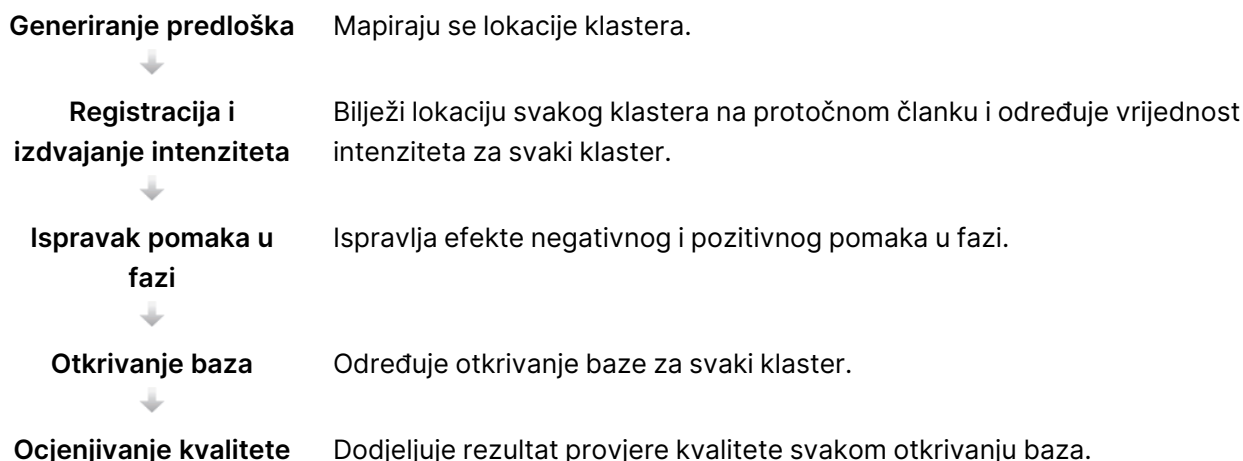 Generiranje predloška Mapiraju se lokacije klastera.
Registracija i Bilježi lokaciju svakog klastera na protočnom članku i određuje vrijednost
izdvajanje intenziteta intenziteta za svaki klaster.
Ispravak pomaka u Ispravlja efekte negativnog i pozitivnog pomaka u fazi.
fazi
Otkrivanje baza Određuje otkrivanje baze za svaki klaster.
Ocjenjivanje kvalitete Dodjeljuje rezultat provjere kvalitete svakom otkrivanju baza.